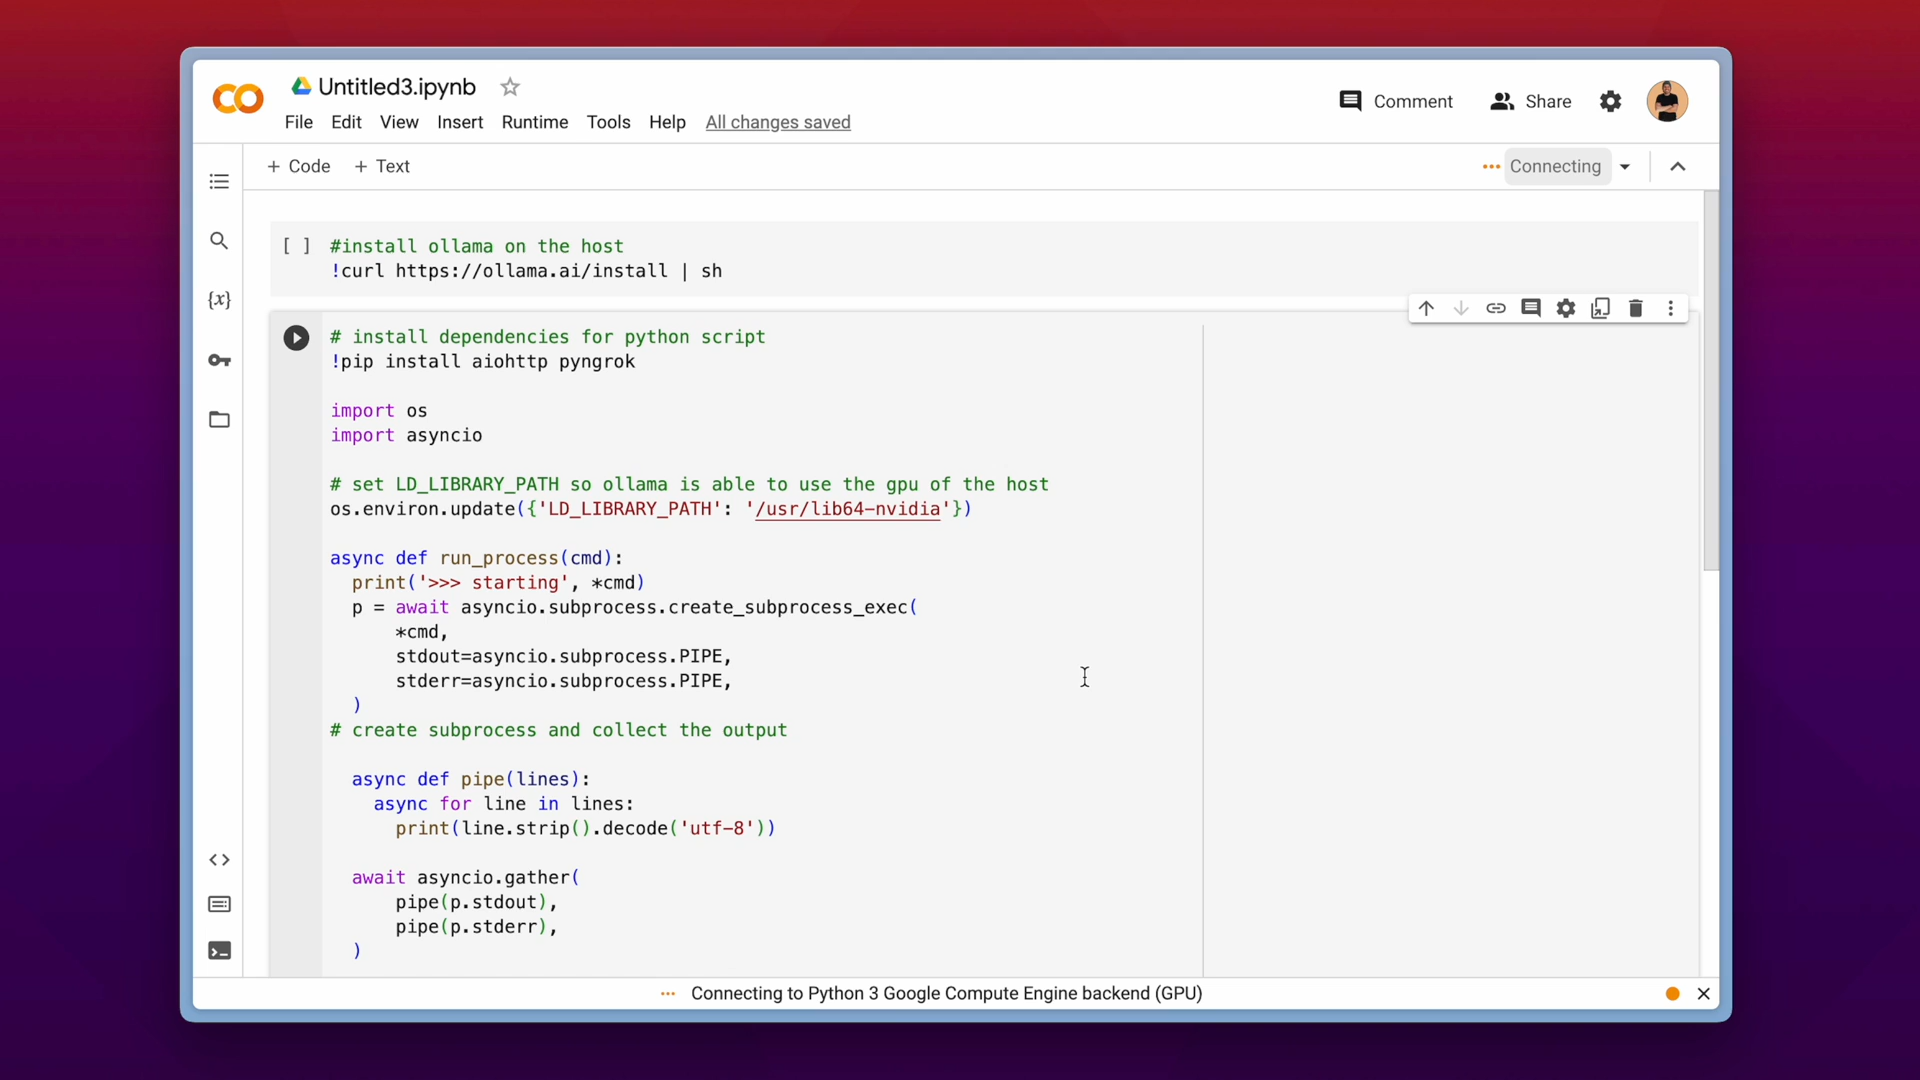 Untitled3.ipynb
File Edit View Insert Runtime Tools Help All changes saved
Comment Share
+ Code + Text
Connecting
[ ] #install ollama on the host
!curl https://ollama.ai/install | sh
{x}
# install dependencies for python script
!pip install aiohttp pyngrok
import os
import asyncio
# set LD_LIBRARY_PATH so ollama is able to use the gpu of the host
os.environ.update({'LD_LIBRARY_PATH': '/usr/lib64-nvidia'})
async def run_process(cmd):
print('>>> starting', *cmd)
p = await asyncio.subprocess.create_subprocess_exec(
*cmd,
stdout=asyncio.subprocess.PIPE,
stderr=asyncio.subprocess.PIPE,
)
# create subprocess and collect the output
async def pipe(lines):
async for line in lines:
print(line.strip().decode('utf-8'))
await asyncio.gather(
pipe(p.stdout),
pipe(p.stderr),
)
Connecting to Python 3 Google Compute Engine backend (GPU)